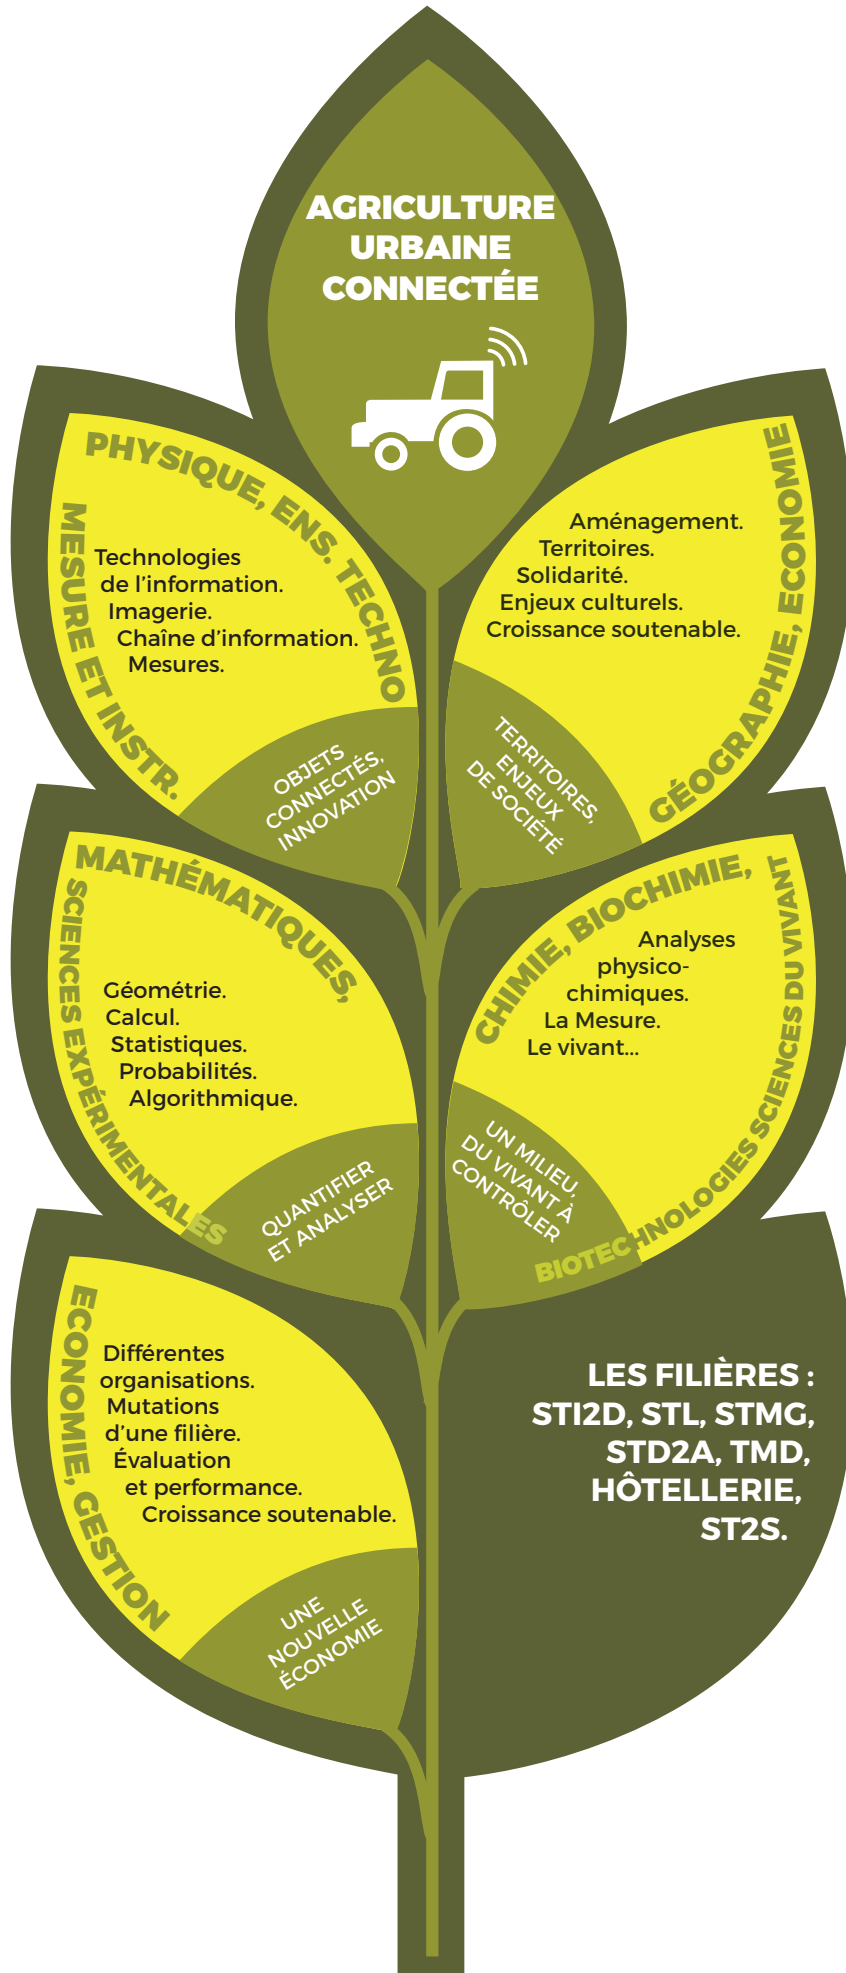 AGRICULTURE
URBAINE
CONNECTÉE
PHYSIQUE, ENS. TECHNO
MESURE ET INSTR.
Technologies
de l'information.
Imagerie.
Chaîne d'information.
Mesures.
OBJETS
CONNECTÉS,
INNOVATION
GÉOGRAPHIE, ECONOMIE
Aménagement.
Territoires.
Solidarité.
Enjeux culturels.
Croissance soutenable.
TERRITOIRES,
ENJEUX
DE SOCIÉTÉ
MATHÉMATIQUES,
SCIENCES EXPÉRIMENTALES
Géométrie.
Calcul.
Statistiques.
Probabilités.
Algorithmique.
QUANTIFIER
ET ANALYSER
CHIMIE, BIOCHIMIE,
BIOTECHNOLOGIES SCIENCES DU VIVANT
Analyses
physico-
chimiques.
La Mesure.
Le vivant...
UN MILIEU,
DU VIVANT À
CONTRÔLER
ECONOMIE, GESTION
Différentes
organisations.
Mutations
d'une filière.
Évaluation
et performance.
Croissance soutenable.
UNE
NOUVELLE
ÉCONOMIE
LES FILIÈRES :
STI2D, STL, STMG,
STD2A, TMD,
HÔTELLERIE,
ST2S.